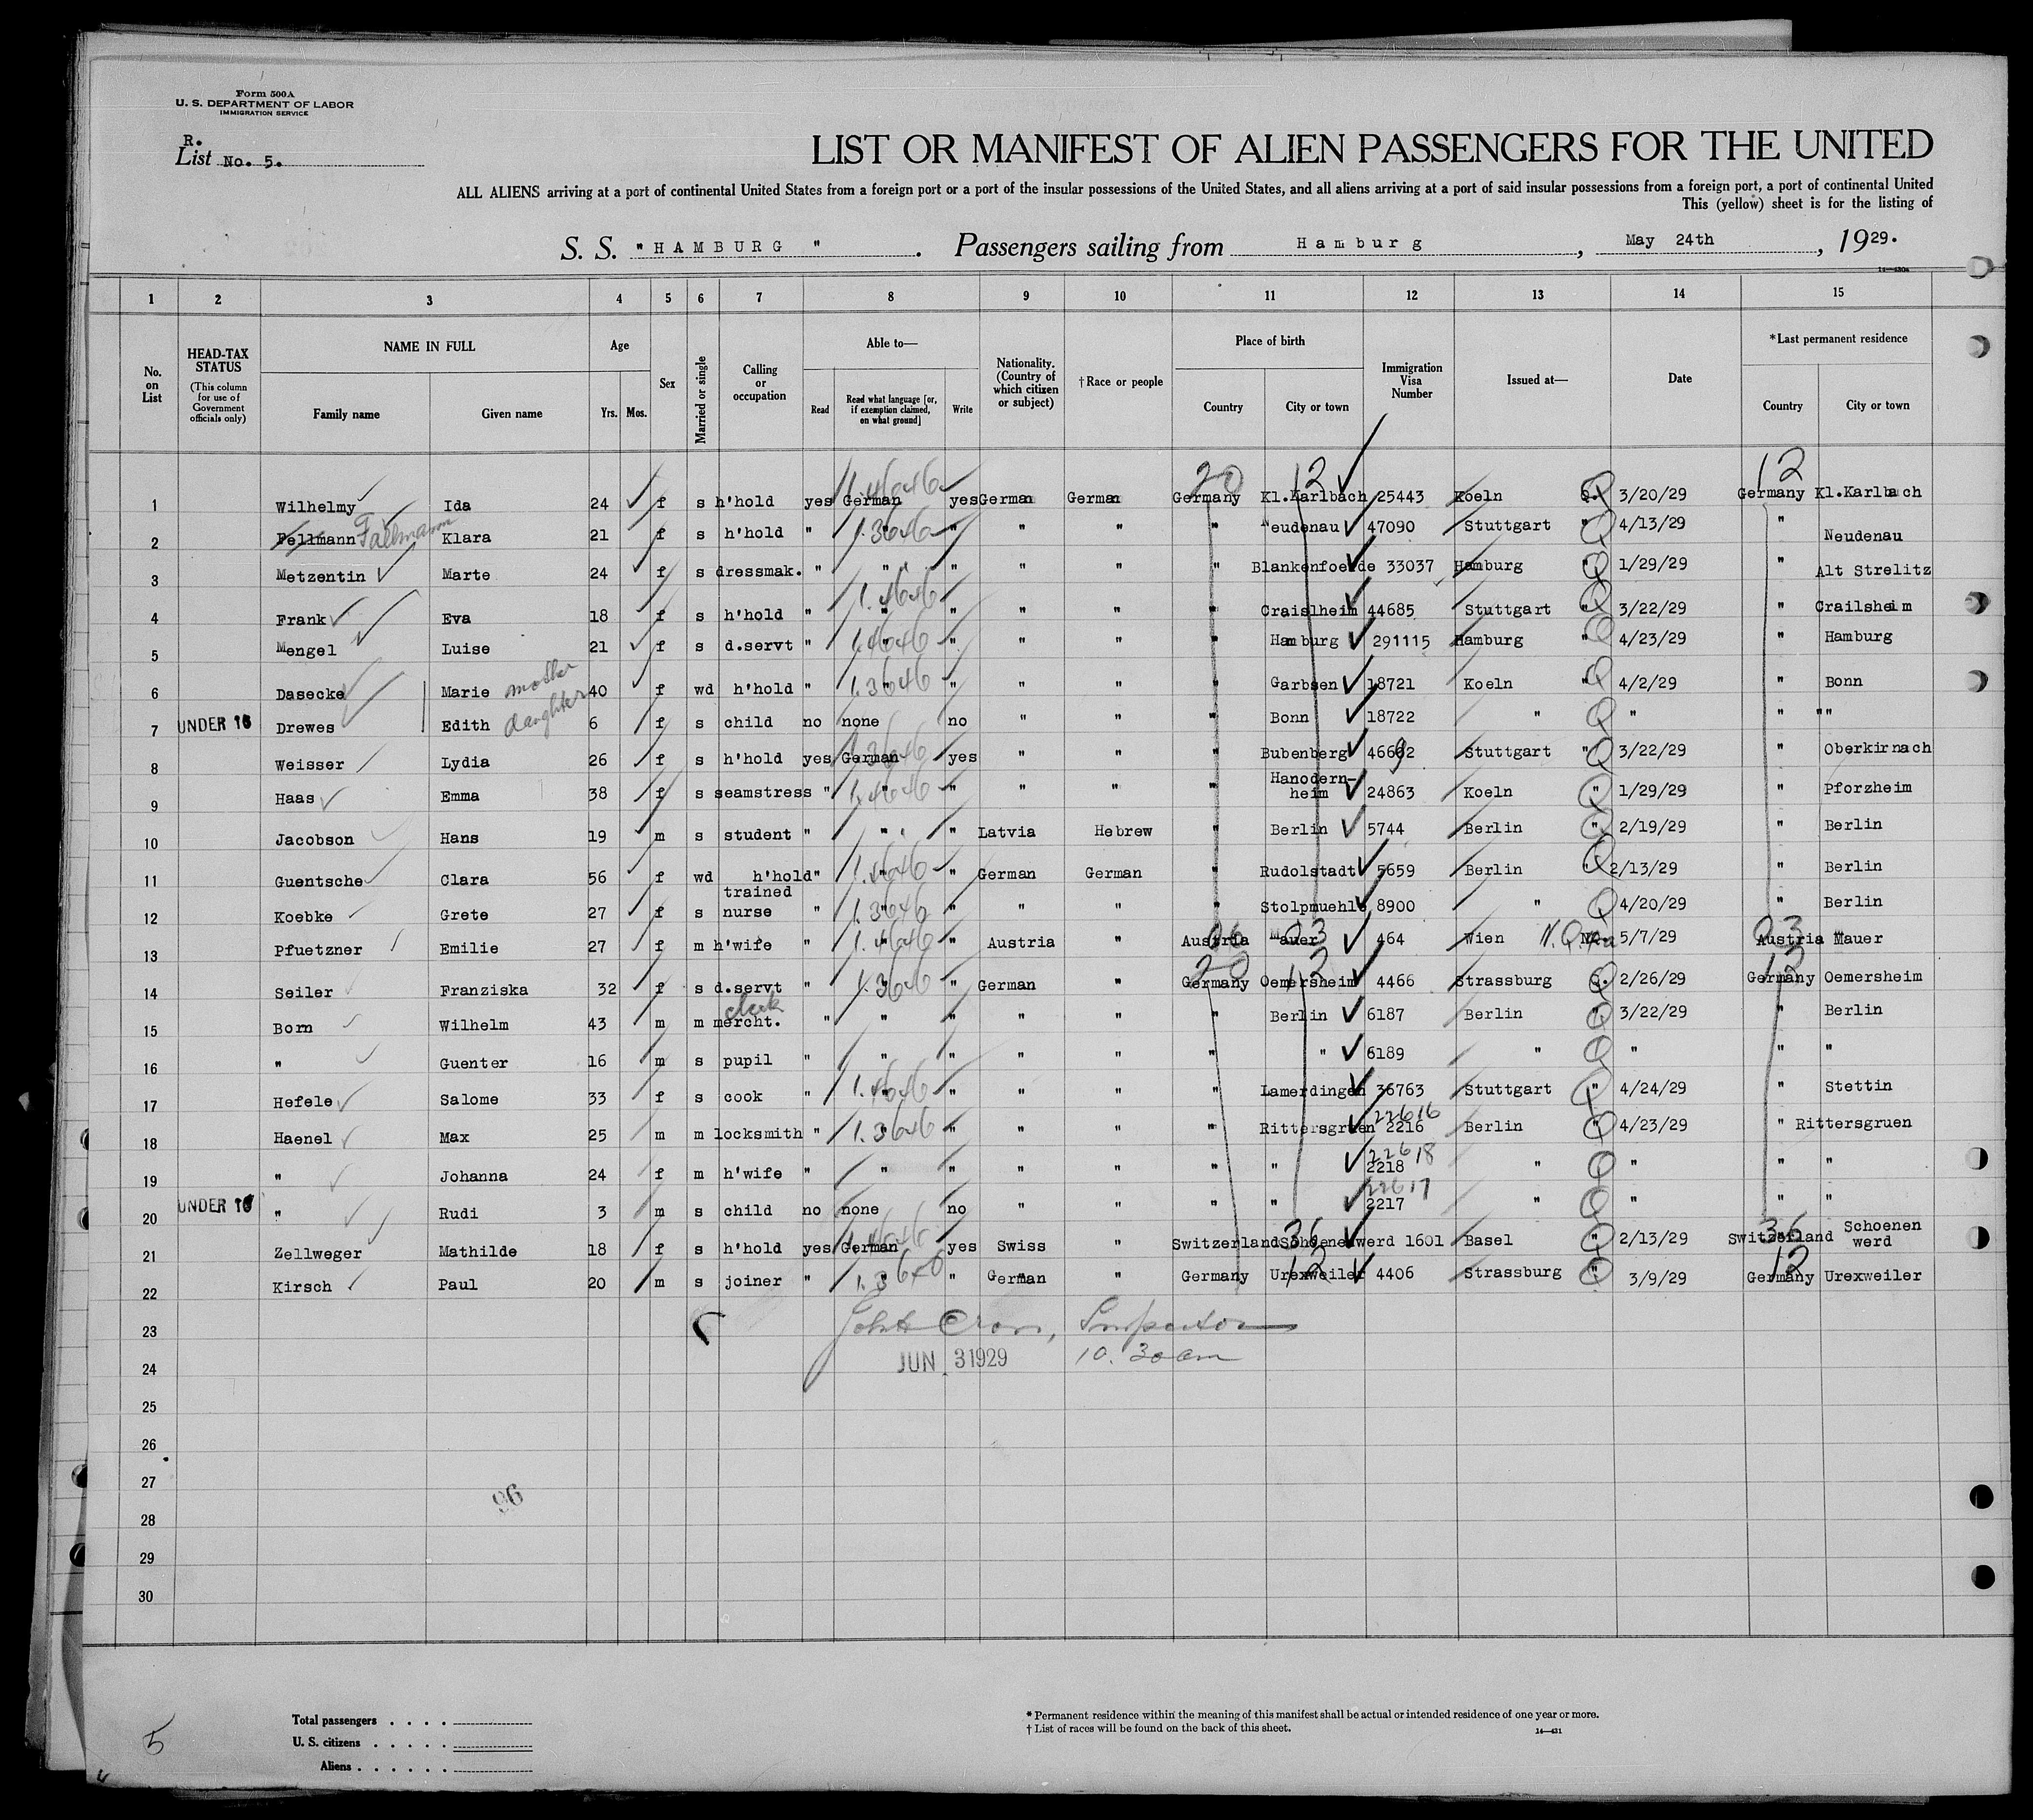 Form 500A
U. S. DEPARTMENT OF LABOR
IMMIGRATION SERVICE
R.
List No. 5.
LIST OR MANIFEST OF ALIEN PASSENGERS FOR THE UNITED
ALL ALIENS arriving at a port of continental United States from a foreign port or a port of the insular possessions of the United States, and all aliens arriving at a port of said insular possessions from a foreign port, a port of continental United
This (yellow) sheet is for the listing of
S. S. "HAMBURG". Passengers sailing from Hamburg, May 24th, 1929.
14—430a
1 2 3 4 5 6 7 8 9 10 11 12 13 14 15
No. on List HEAD-TAX STATUS (This column for use of Government officials only) NAME IN FULL Family name Given name Age Yrs. Mos. Sex Married or single Calling or occupation Able to— Read Read what language [or, if exemption claimed, on what ground] Write Nationality. (Country of which citizen or subject) †Race or people Place of birth Country City or town Immigration Visa Number Issued at— Date *Last permanent residence Country City or town
20 12 12
1 Wilhelmy Ida 24 f s h'hold yes German yes German German Germany Kl.Karlbach 25443 Koeln Q. 3/20/29 Germany Kl.Karlbach
2 Fellmann Fallmann Klara 21 f s h'hold " " " " " " Neudenau 47090 Stuttgart " 4/13/29 " Neudenau
3 Metzentin Marte 24 f s dressmak. " " " " " " Blankenfoerde 33037 Hamburg " 1/29/29 " Alt Strelitz
4 Frank Eva 18 f s h'hold " " " " " " Craislheim 44685 Stuttgart " 3/22/29 " Crailsheim
5 Mengel Luise 21 f s d.servt " " " " " " Hamburg 291115 Hamburg " 4/23/29 " Hamburg
6 Dasecke Marie mother 40 f wd h'hold " " " " " " Garbsen 18721 Koeln " 4/2/29 " Bonn
7 UNDER 16 Drewes Edith daughter 6 f s child no none no " " " Bonn 18722 " " " ""
8 Weisser Lydia 26 f s h'hold yes German yes " " " Bubenberg 46692 Stuttgart " 3/22/29 " Oberkirnach
9 Haas Emma 38 f s seamstress " " " " " " Hanodern-heim 24863 Koeln " 1/29/29 " Pforzheim
10 Jacobson Hans 19 m s student " " " Latvia Hebrew " Berlin 5744 Berlin " 2/19/29 " Berlin
11 Guentsche Clara 56 f wd h'hold " " " German German " Rudolstadt 5659 Berlin " 2/13/29 " Berlin
12 Koebke Grete 27 f s trained nurse " " " " " " Stolpmuehle 8900 " 4/20/29 " Berlin
13 Pfuetzner Emilie 27 f m h'wife " " " Austria " Austria Mauer 464 Wien N.Q. 5/7/29 Austria Mauer
14 Seiler Franziska 32 f s d.servt " " " German " Germany Oemersheim 4466 Strassburg Q. 2/26/29 Germany Oemersheim
15 Born Wilhelm 43 m m clerk mercht. " " " " " " Berlin 6187 Berlin " 3/22/29 " Berlin
16 " Guenter 16 m s pupil " " " " " " " 6189 " " " "
17 Hefele Salome 33 f s cook " " " " " " Lamerdingen 36763 Stuttgart " 4/24/29 " Stettin
18 Haenel Max 25 m m locksmith " " " " " " Rittersgruen 2216 22616 Berlin " 4/23/29 " Rittersgruen
19 " Johanna 24 f m h'wife " " " " " " " 2218 22618 " " " "
20 UNDER 16 " Rudi 3 m s child no none no " " " " 2217 22617 " " " "
21 Zellweger Mathilde 18 f s h'hold yes German yes Swiss " Switzerland Schoenenwerd 1601 Basel " 2/13/29 Switzerland Schoenenwerd
22 Kirsch Paul 20 m s joiner " " " German " Germany Urexweiler 4406 Strassburg " 3/9/29 Germany Urexweiler
23 Inspector
24 JUN 3 1929 10.30am
25
26
27
28
29
30
96
Total passengers
U. S. citizens
Aliens
* Permanent residence within the meaning of this manifest shall be actual or intended residence of one year or more.
† List of races will be found on the back of this sheet.
14—431
5